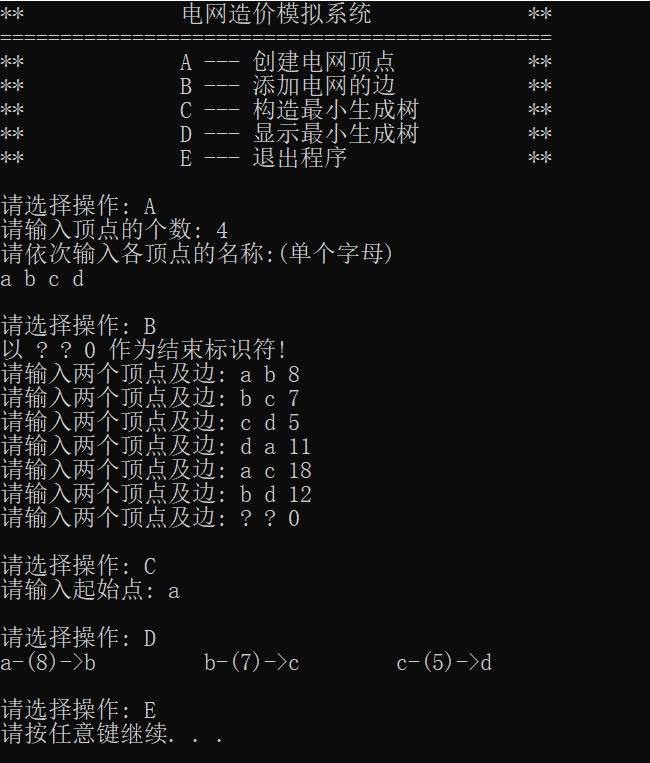 ** 电网造价模拟系统 **
==============================================
** A --- 创建电网顶点 **
** B --- 添加电网的边 **
** C --- 构造最小生成树 **
** D --- 显示最小生成树 **
** E --- 退出程序 **
请选择操作: A
请输入顶点的个数: 4
请依次输入各顶点的名称:(单个字母)
a b c d
请选择操作: B
以 ? ? 0 作为结束标识符!
请输入两个顶点及边: a b 8
请输入两个顶点及边: b c 7
请输入两个顶点及边: c d 5
请输入两个顶点及边: d a 11
请输入两个顶点及边: a c 18
请输入两个顶点及边: b d 12
请输入两个顶点及边: ? ? 0
请选择操作: C
请输入起始点: a
请选择操作: D
a-(8)->b b-(7)->c c-(5)->d
请选择操作: E
请按任意键继续. . .